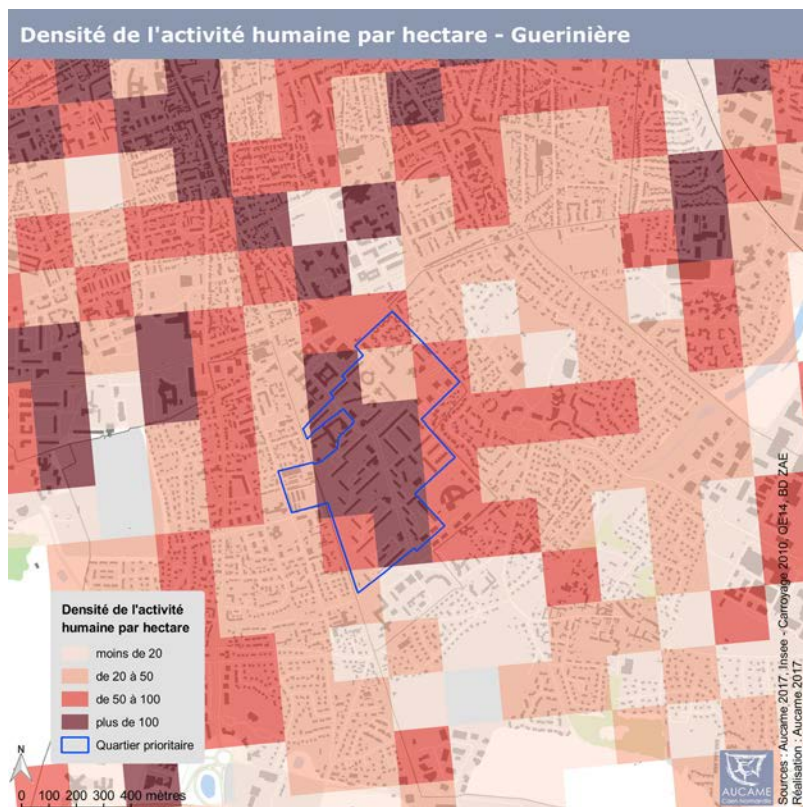 Densité de l'activité humaine par hectare - Guerinière
Densité de l'activité
humaine par hectare
moins de 20
de 20 à 50
de 50 à 100
plus de 100
Quartier prioritaire
N
0 100 200 300 400 mètres
AUCAME
Caen Normandie
Sources : Aucame 2017, Insee - Carroyage 2010, OE14, BD ZAE
Réalisation : Aucame 2017